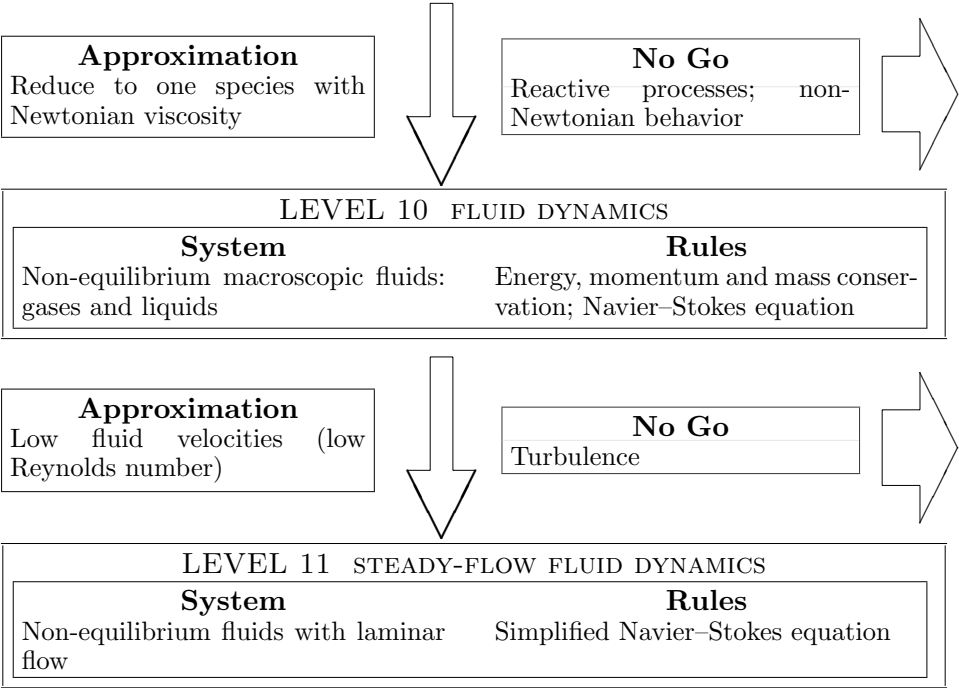 Approximation
Reduce to one species with
Newtonian viscosity
No Go
Reactive processes; non-
Newtonian behavior
LEVEL 10 FLUID DYNAMICS
System
Non-equilibrium macroscopic fluids:
gases and liquids
Rules
Energy, momentum and mass conser-
vation; Navier–Stokes equation
Approximation
Low fluid velocities (low
Reynolds number)
No Go
Turbulence
LEVEL 11 STEADY-FLOW FLUID DYNAMICS
System
Non-equilibrium fluids with laminar
flow
Rules
Simplified Navier–Stokes equation